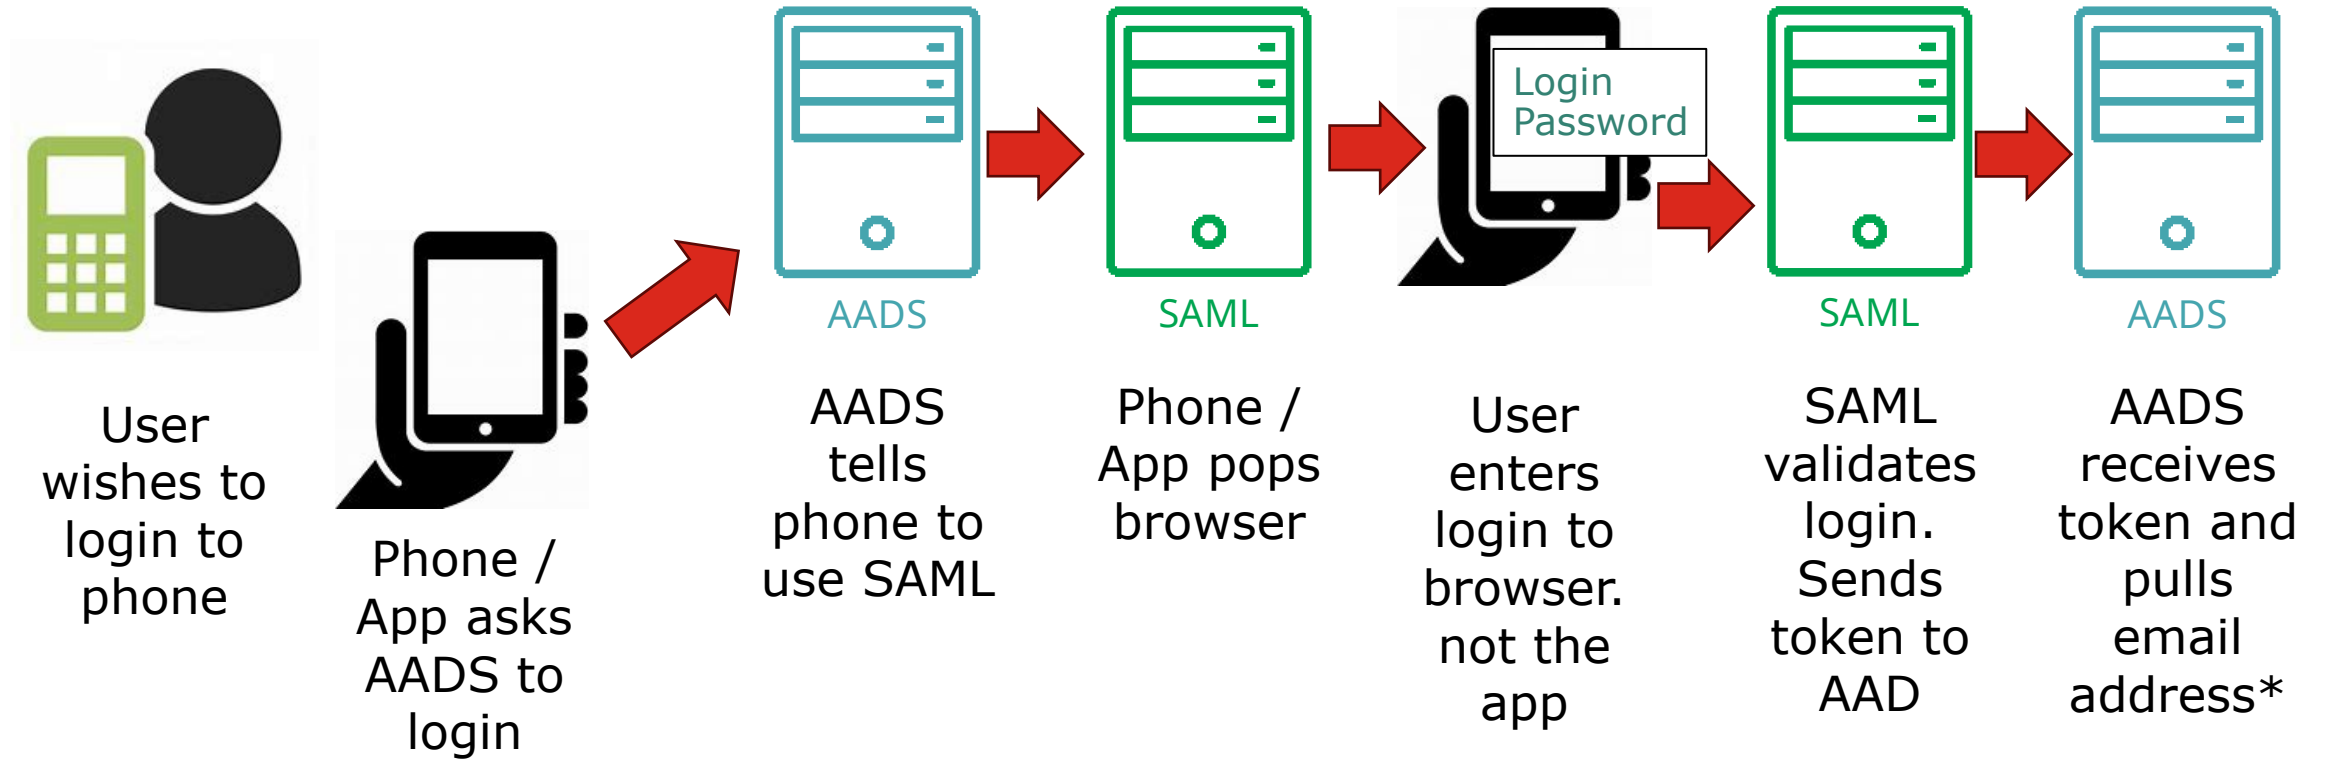 User
wishes to
login to
phone
Phone /
App asks
AADS to
login
AADS
AADS
tells
phone to
use SAML
SAML
Phone /
App pops
browser
Login
Password
User
enters
login to
browser.
not the
app
SAML
SAML
validates
login.
Sends
token to
AAD
AADS
AADS
receives
token and
pulls
email
address*